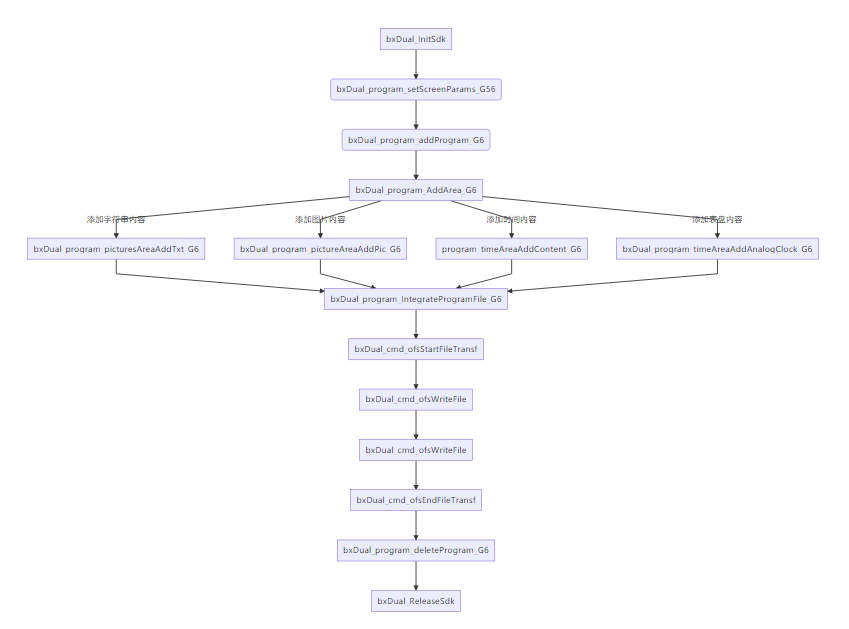 bxDual_InitSdk
bxDual_program_setScreenParams_G56
bxDual_program_addProgram_G6
bxDual_program_AddArea_G6
添加字符串内容
添加图片内容
添加时间内容
添加表盘内容
bxDual_program_picturesAreaAddTxt_G6
bxDual_program_pictureAreaAddPic_G6
program_timeAreaAddContent_G6
bxDual_program_timeAreaAddAnalogClock_G6
bxDual_program_IntegrateProgramFile_G6
bxDual_cmd_ofsStartFileTransf
bxDual_cmd_ofsWriteFile
bxDual_cmd_ofsWriteFile
bxDual_cmd_ofsEndFileTransf
bxDual_program_deleteProgram_G6
bxDual_ReleaseSdk